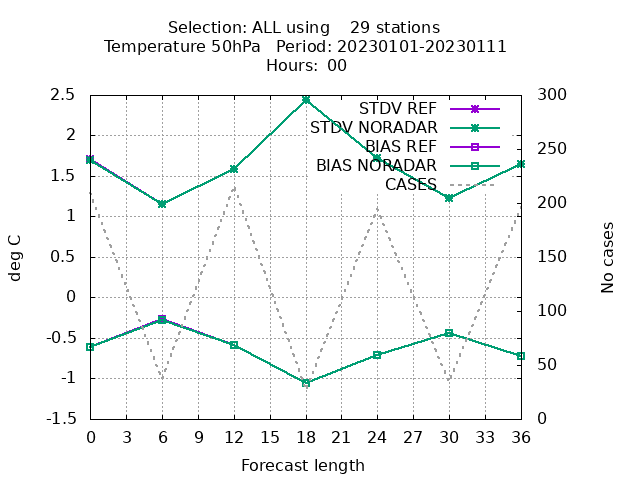 Selection: ALL using    29 stations
Temperature 50hPa   Period: 20230101-20230111
Hours:  00
2.5
2
1.5
1
0.5
0
-0.5
-1
-1.5
300
250
200
150
100
50
0
0 3 6 9 12 15 18 21 24 27 30 33 36
deg C
No cases
Forecast length
STDV REF
STDV NORADAR
BIAS REF
BIAS NORADAR
CASES